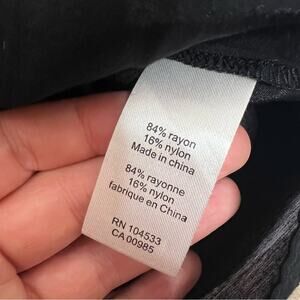 84% rayon
16% nylon
Made in china
84% rayonne
16% nylon
fabrique en China
RN 104533
CA 00985